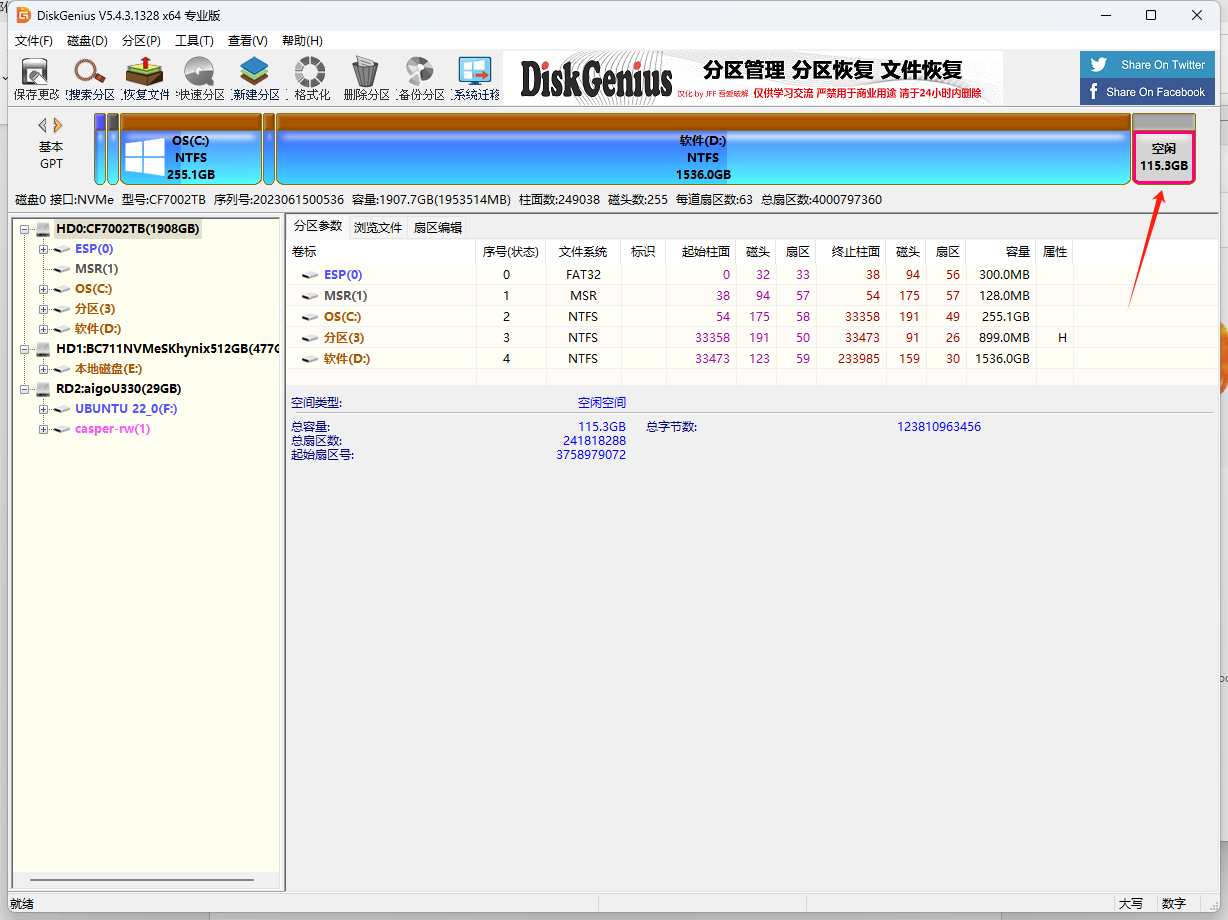 DiskGenius V5.4.3.1328 x64 专业版
文件(F) 磁盘(D) 分区(P) 工具(T) 查看(V) 帮助(H)
保存更改 搜索分区 恢复文件 快速分区 新建分区 格式化 删除分区 备份分区 系统迁移
DiskGenius 分区管理 分区恢复 文件恢复
汉化 by JFF 吾爱破解 仅供学习交流 严禁用于商业用途 请于24小时内删除
Share On Twitter
Share On Facebook
基本
GPT
OS(C:)
NTFS
255.1GB
软件(D:)
NTFS
1536.0GB
空闲
115.3GB
磁盘0 接口:NVMe 型号:CF7002TB 序列号:2023061500536 容量:1907.7GB(1953514MB) 柱面数:249038 磁头数:255 每道扇区数:63 总扇区数:4000797360
HD0:CF7002TB(1908GB)
ESP(0)
MSR(1)
OS(C:)
分区(3)
软件(D:)
HD1:BC711NVMeSKhynix512GB(477G
本地磁盘(E:)
RD2:aigoU330(29GB)
UBUNTU 22_0(F:)
casper-rw(1)
分区参数 浏览文件 扇区编辑
卷标 序号(状态) 文件系统 标识 起始柱面 磁头 扇区 终止柱面 磁头 扇区 容量 属性
ESP(0) 0 FAT32 0 32 33 38 94 56 300.0MB
MSR(1) 1 MSR 38 94 57 54 175 57 128.0MB
OS(C:) 2 NTFS 54 175 58 33358 191 49 255.1GB
分区(3) 3 NTFS 33358 191 50 33473 91 26 899.0MB H
软件(D:) 4 NTFS 33473 123 59 233985 159 30 1536.0GB
空间类型: 空闲空间
总容量: 115.3GB 总字节数: 123810963456
总扇区数: 241818288
起始扇区号: 3758979072
就绪
大写 数字